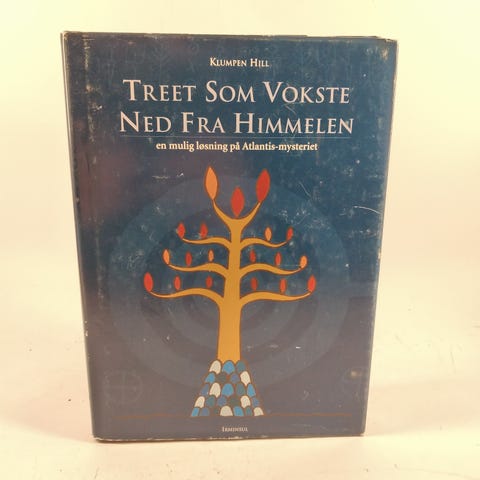 Klumpen Hill
Treet Som Vokste
Ned Fra Himmelen
en mulig løsning på Atlantis-mysteriet
Irminsul